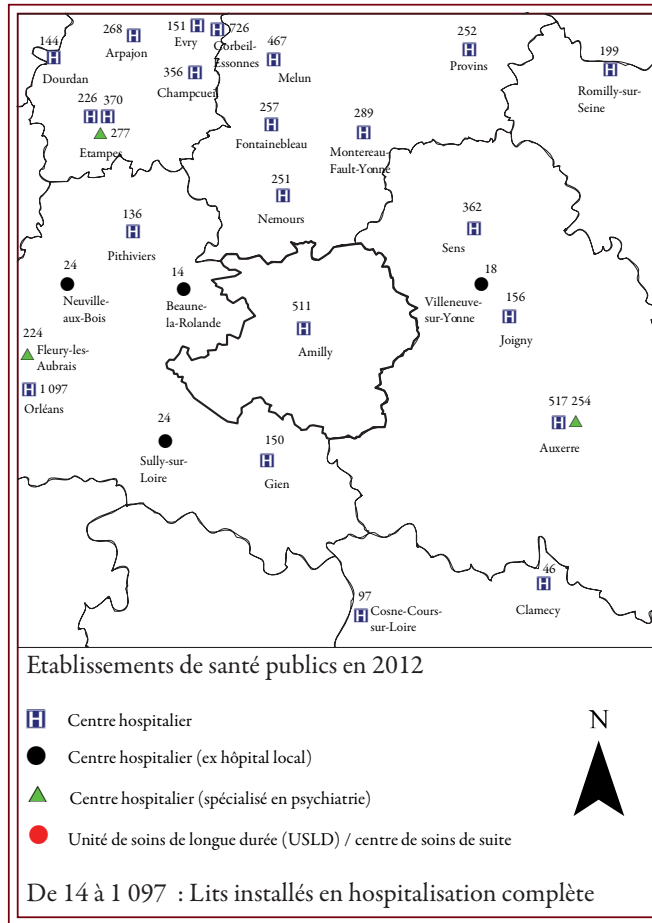 151
726
Evry
Corbeil-
Essonnes
268
Arpajon
144
Dourdan
467
Melun
252
Provins
199
Romilly-sur-
Seine
356
Champcueil
226 370
277
Etampes
257
Fontainebleau
289
Montereau-
Fault-Yonne
251
Nemours
136
Pithiviers
362
Sens
24
Neuville-
aux-Bois
14
Beaune-
la-Rolande
18
Villeneuve-
sur-Yonne
156
Joigny
511
Amilly
224
Fleury-les-
Aubrais
1 097
Orléans
517 254
Auxerre
24
Sully-sur-
Loire
150
Gien
46
Clamecy
97
Cosne-Cours-
sur-Loire
Etablissements de santé publics en 2012
H Centre hospitalier
Centre hospitalier (ex hôpital local)
Centre hospitalier (spécialisé en psychiatrie)
Unité de soins de longue durée (USLD) / centre de soins de suite
N
De 14 à 1 097 : Lits installés en hospitalisation complète